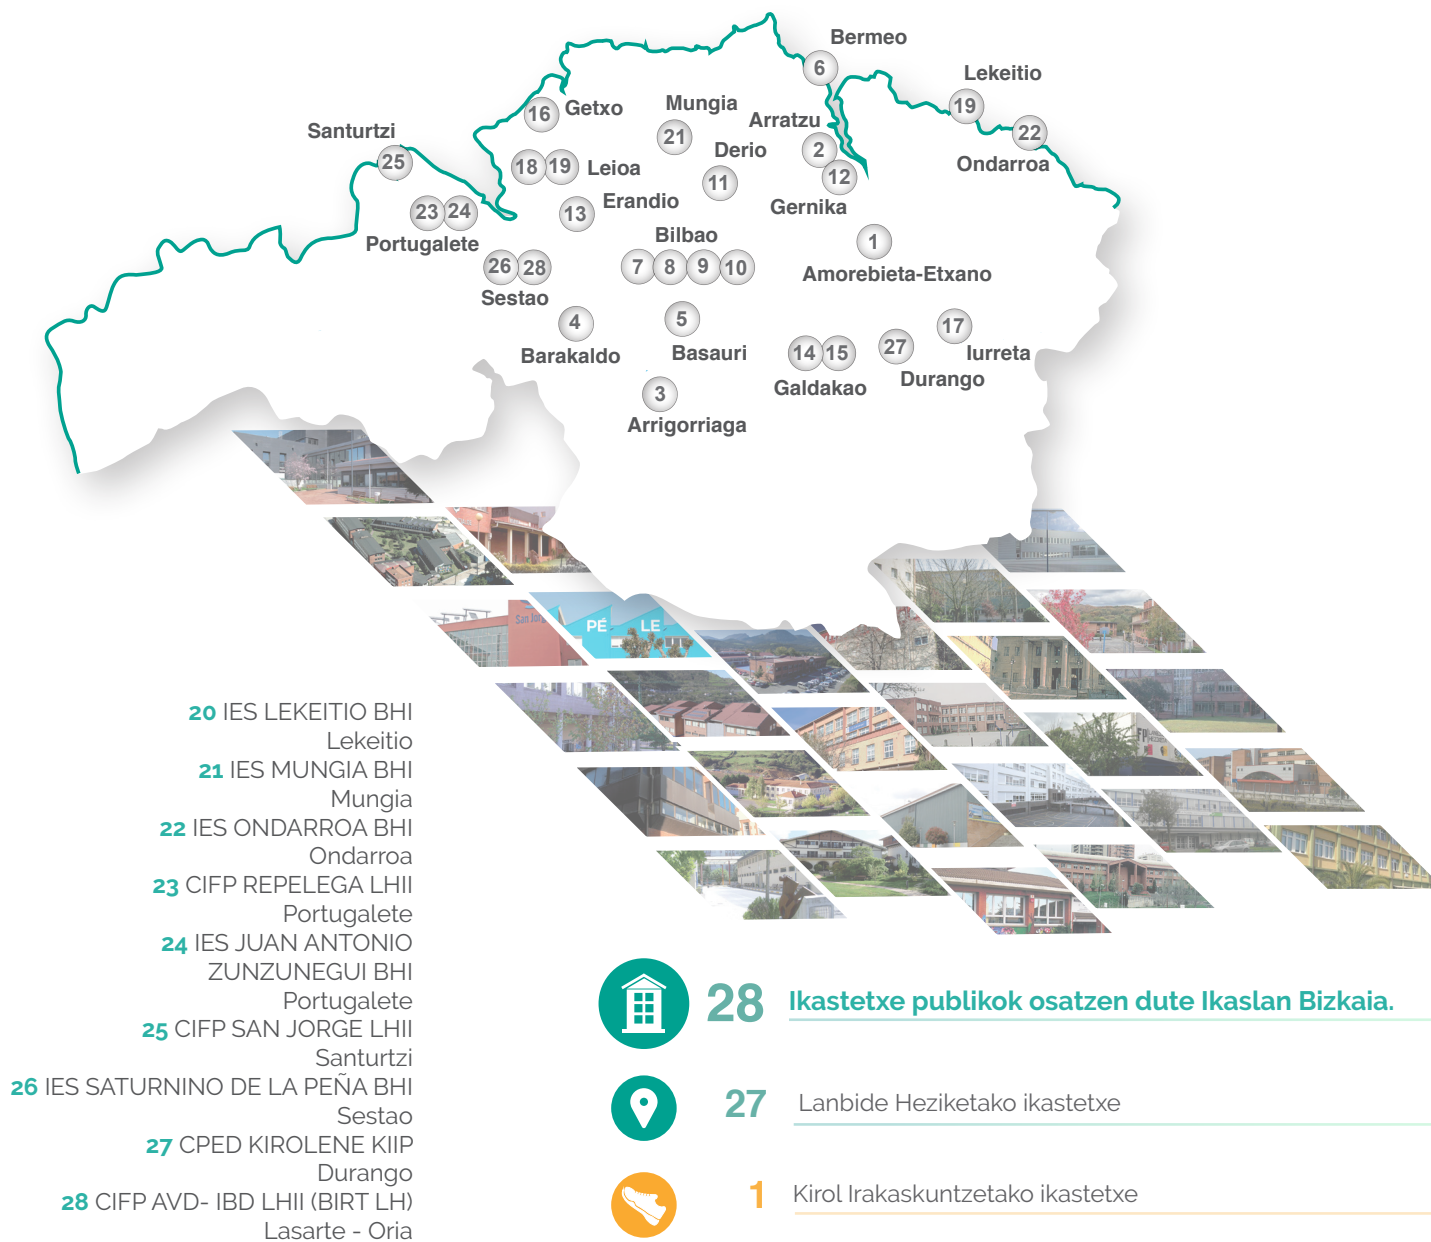 Bermeo
6
Lekeitio
19
Getxo
16
Mungia
21
Arratzu
2
22
Ondarroa
Santurtzi
25
Derio
11
18 19 Leioa
12
Gernika
Erandio
13
23 24
Portugalete
Bilbao
7 8 9 10
1
Amorebieta-Etxano
26 28
Sestao
4
Barakaldo
5
Basauri
17
Iurreta
14 15
Galdakao
27
Durango
3
Arrigorriaga
San Jorg
PÉ LE
20 IES LEKEITIO BHI
Lekeitio
21 IES MUNGIA BHI
Mungia
22 IES ONDARROA BHI
Ondarroa
23 CIFP REPELEGA LHII
Portugalete
24 IES JUAN ANTONIO
ZUNZUNEGUI BHI
Portugalete
25 CIFP SAN JORGE LHII
Santurtzi
26 IES SATURNINO DE LA PEÑA BHI
Sestao
27 CPED KIROLENE KIIP
Durango
28 CIFP AVD- IBD LHII (BIRT LH)
Lasarte - Oria
28 Ikastetxe publikok osatzen dute Ikaslan Bizkaia.
27 Lanbide Heziketako ikastetxe
1 Kirol Irakaskuntzetako ikastetxe